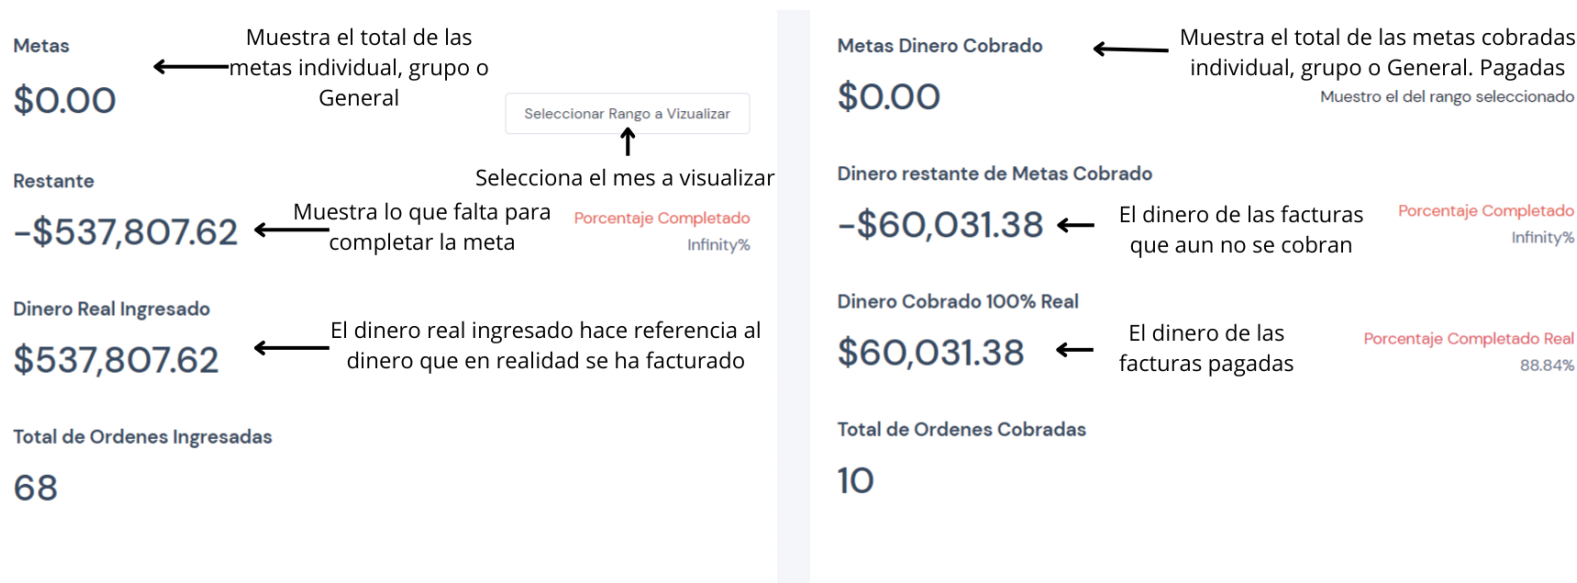 Metas
Muestra el total de las
metas individual, grupo o
General
$0.00
Seleccionar Rango a Vizualizar
Selecciona el mes a visualizar
Restante
-$537,807.62
Muestra lo que falta para
completar la meta
Porcentaje Completado
Infinity%
Dinero Real Ingresado
$537,807.62
El dinero real ingresado hace referencia al
dinero que en realidad se ha facturado
Total de Ordenes Ingresadas
68
Metas Dinero Cobrado
Muestra el total de las metas cobradas
individual, grupo o General. Pagadas
$0.00
Muestro el del rango seleccionado
Dinero restante de Metas Cobrado
-$60,031.38
El dinero de las facturas
que aun no se cobran
Porcentaje Completado
Infinity%
Dinero Cobrado 100% Real
$60,031.38
El dinero de las
facturas pagadas
Porcentaje Completado Real
88.84%
Total de Ordenes Cobradas
10